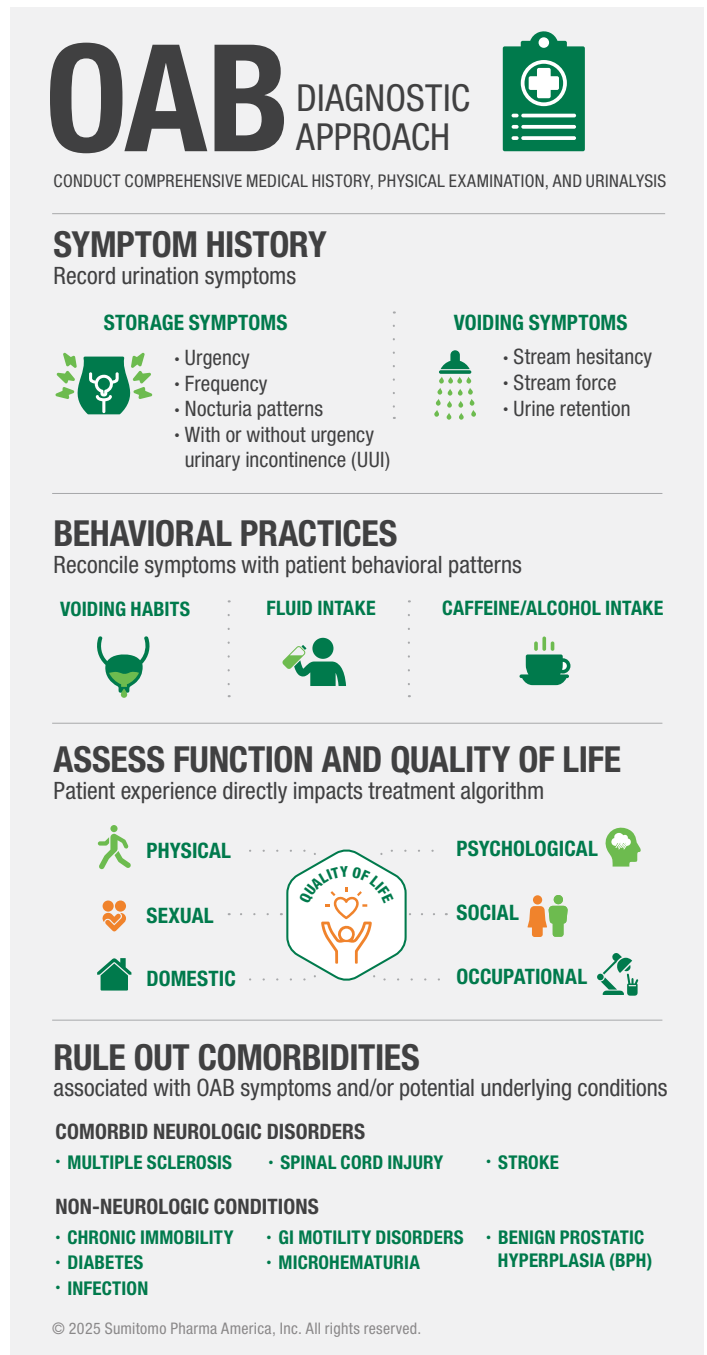 OAB DIAGNOSTIC
APPROACH
CONDUCT COMPREHENSIVE MEDICAL HISTORY, PHYSICAL EXAMINATION, AND URINALYSIS
SYMPTOM HISTORY
Record urination symptoms
STORAGE SYMPTOMS
• Urgency
• Frequency
• Nocturia patterns
• With or without urgency
urinary incontinence (UUI)
VOIDING SYMPTOMS
• Stream hesitancy
• Stream force
• Urine retention
BEHAVIORAL PRACTICES
Reconcile symptoms with patient behavioral patterns
VOIDING HABITS
FLUID INTAKE
CAFFEINE/ALCOHOL INTAKE
ASSESS FUNCTION AND QUALITY OF LIFE
Patient experience directly impacts treatment algorithm
PHYSICAL
SEXUAL
DOMESTIC
QUALITY OF LIFE
PSYCHOLOGICAL
SOCIAL
OCCUPATIONAL
RULE OUT COMORBIDITIES
associated with OAB symptoms and/or potential underlying conditions
COMORBID NEUROLOGIC DISORDERS
• MULTIPLE SCLEROSIS
• SPINAL CORD INJURY
• STROKE
NON-NEUROLOGIC CONDITIONS
• CHRONIC IMMOBILITY
• DIABETES
• INFECTION
• GI MOTILITY DISORDERS
• MICROHEMATURIA
• BENIGN PROSTATIC
HYPERPLASIA (BPH)
© 2025 Sumitomo Pharma America, Inc. All rights reserved.